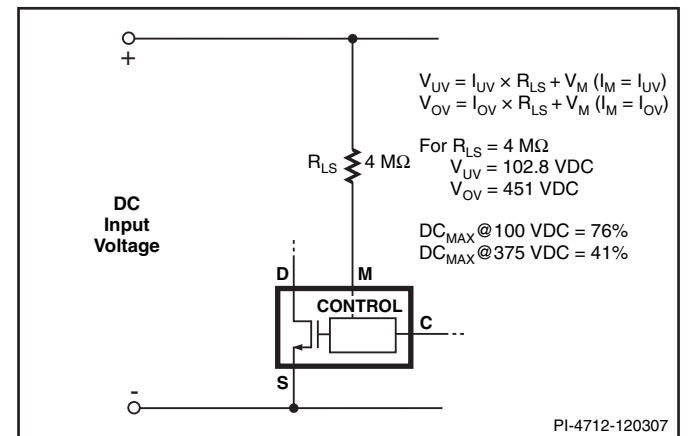 +
V_UV = I_UV × R_LS + V_M (I_M = I_UV)
V_OV = I_OV × R_LS + V_M (I_M = I_OV)
For R_LS = 4 MΩ
V_UV = 102.8 VDC
V_OV = 451 VDC
DC_MAX@100 VDC = 76%
DC_MAX@375 VDC = 41%
R_LS 4 MΩ
DC
Input
Voltage
D M
CONTROL
C
S
-
PI-4712-120307